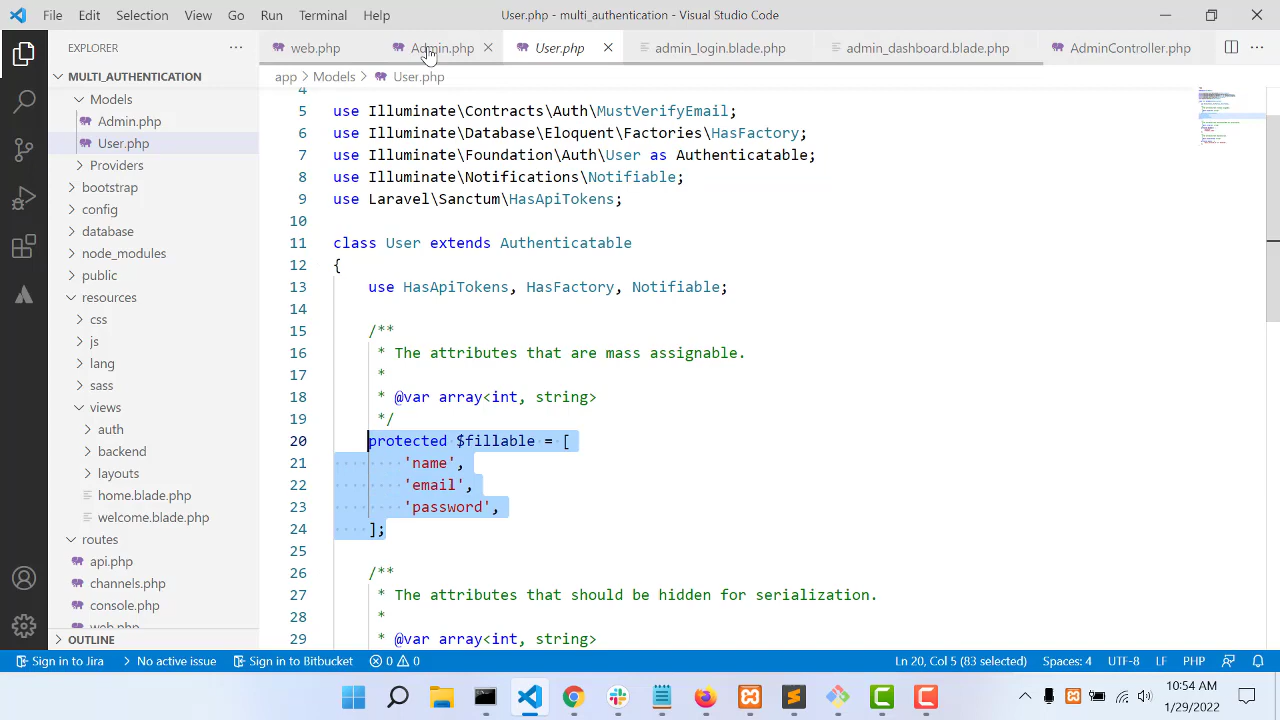 File Edit Selection View Go Run Terminal Help
User.php - multi_authentication - Visual Studio Code
EXPLORER
MULTI_AUTHENTICATION
Models
Admin.php
User.php
Providers
bootstrap
config
database
node_modules
public
resources
css
js
lang
sass
views
auth
backend
layouts
home.blade.php
welcome.blade.php
routes
api.php
channels.php
console.php
web.php
OUTLINE
web.php Admin.php User.php admin_login.blade.php admin_dashboard.blade.php AdminController.php
app > Models > User.php
4
5 use Illuminate\Contracts\Auth\MustVerifyEmail;
6 use Illuminate\Database\Eloquent\Factories\HasFactory;
7 use Illuminate\Foundation\Auth\User as Authenticatable;
8 use Illuminate\Notifications\Notifiable;
9 use Laravel\Sanctum\HasApiTokens;
10
11 class User extends Authenticatable
12 {
13 use HasApiTokens, HasFactory, Notifiable;
14
15 /**
16 * The attributes that are mass assignable.
17 *
18 * @var array<int, string>
19 */
20 protected $fillable = [
21 'name',
22 'email',
23 'password',
24 ];
25
26 /**
27 * The attributes that should be hidden for serialization.
28 *
29 * @var array<int, string>
Sign in to Jira No active issue Sign in to Bitbucket 0 0 Ln 20, Col 5 (83 selected) Spaces: 4 UTF-8 LF PHP
10:54 AM
1/29/2022